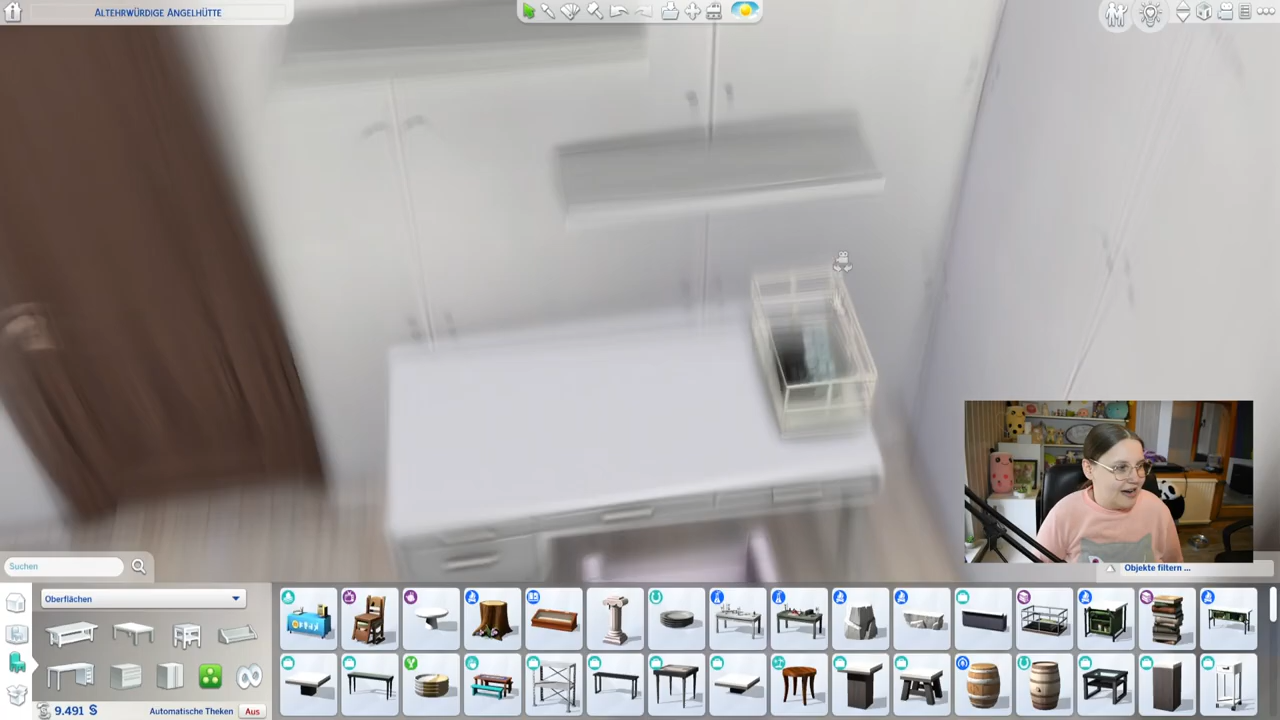 ALTEHRWÜRDIGE ANGELHÜTTE
Suchen
Objekte filtern ...
Oberflächen
9.491 $
Automatische Theken
Aus